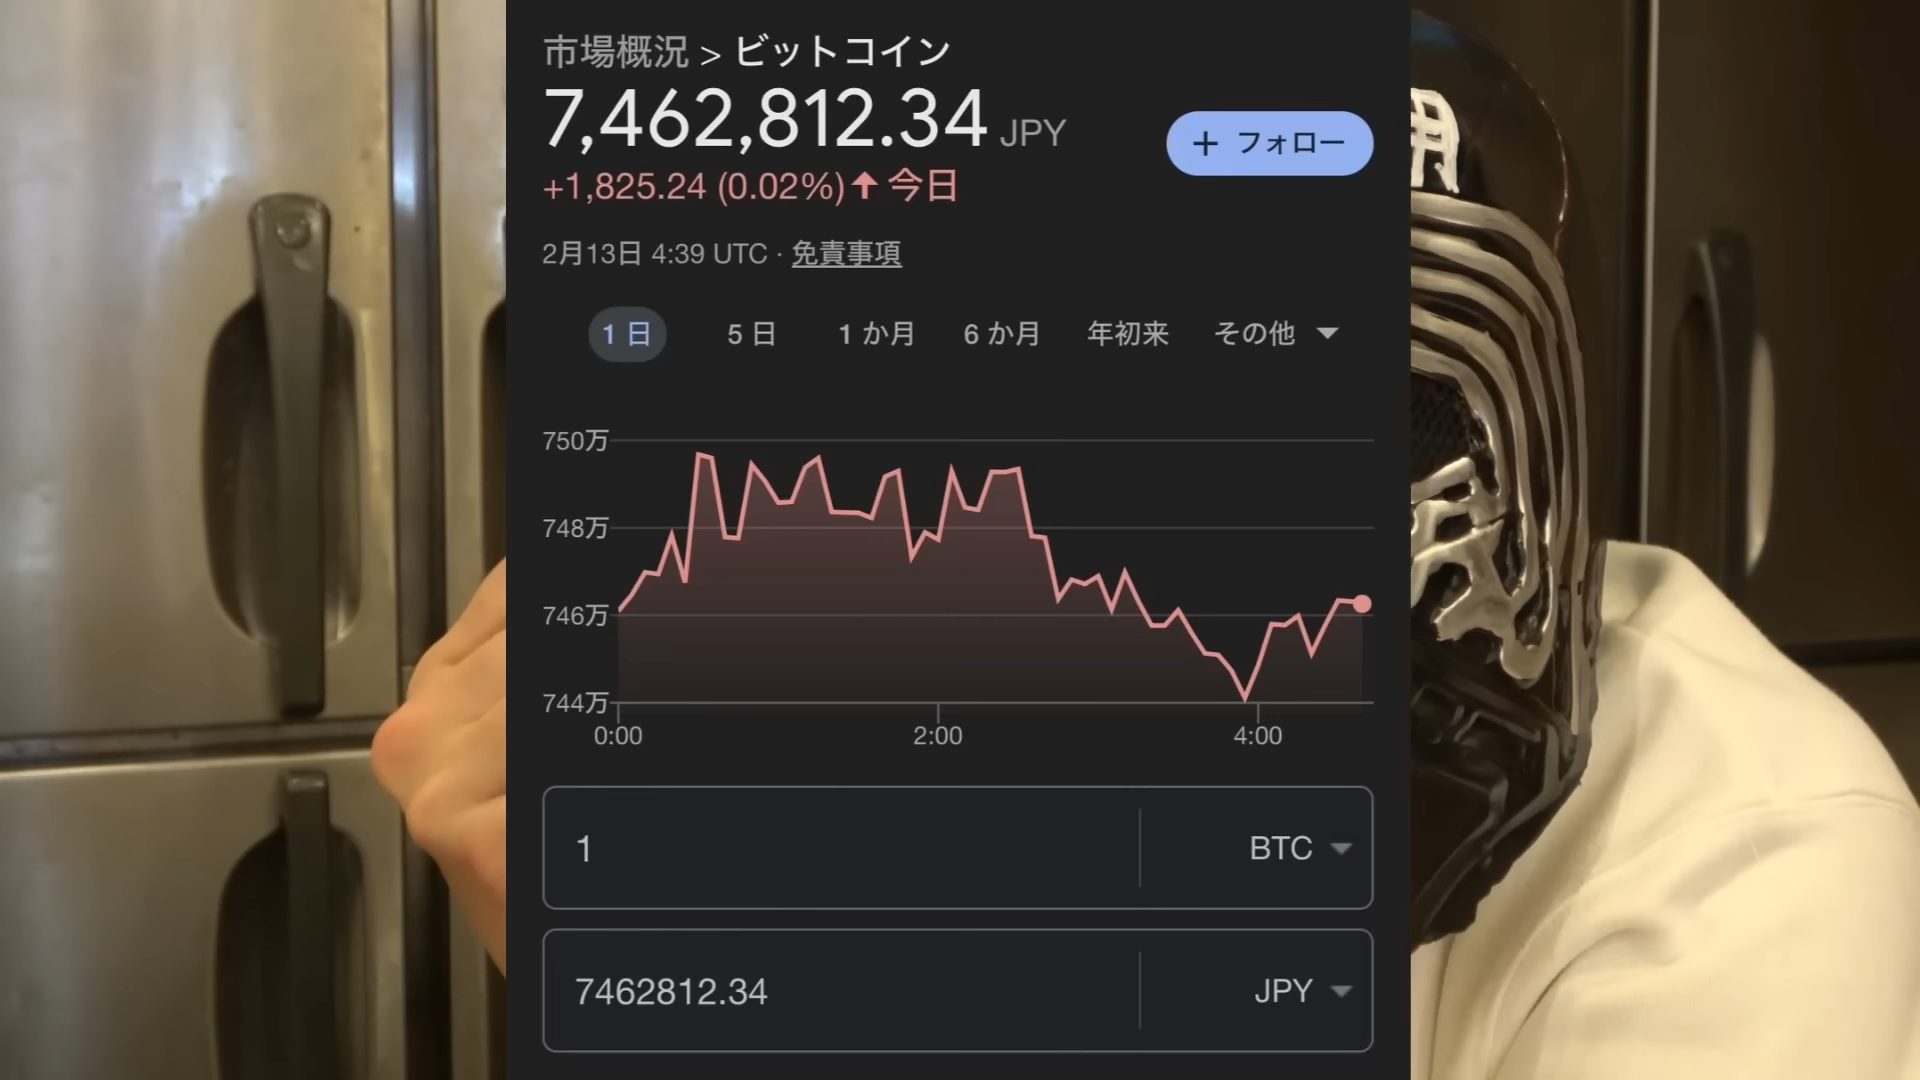 市場概況 > ビットコイン
7,462,812.34 JPY
+ フォロー
+1,825.24 (0.02%) 今日
2月13日 4:39 UTC · 免責事項
1 日 5 日 1 か月 6 か月 年初来 その他
750万
748万
746万
744万
0:00 2:00 4:00
1 BTC
7462812.34 JPY